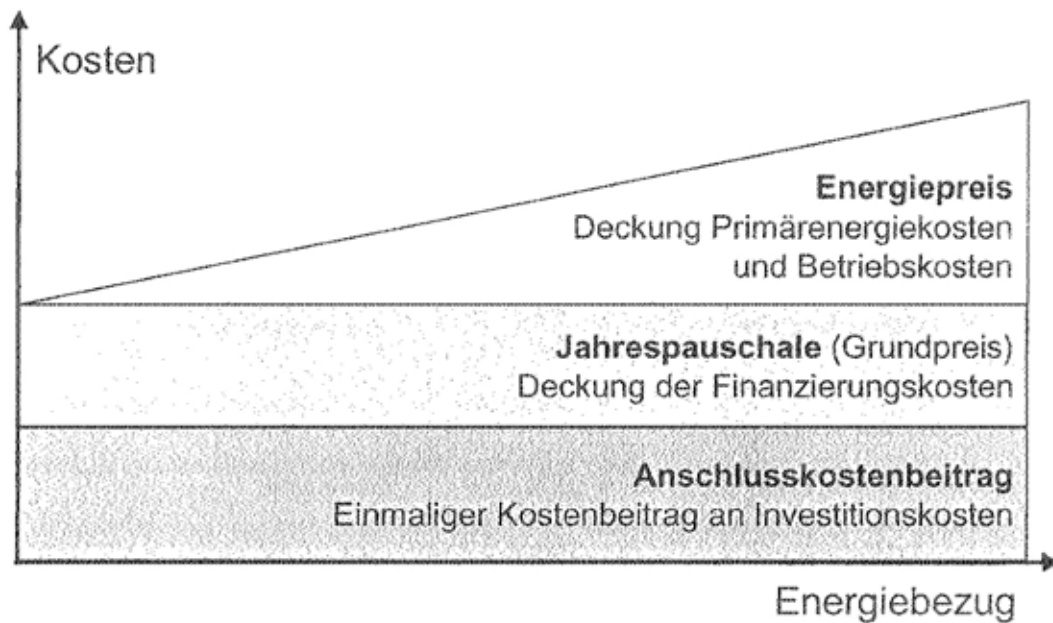 Kosten
Energiepreis
Deckung Primärenergiekosten
und Betriebskosten
Jahrespauschale (Grundpreis)
Deckung der Finanzierungskosten
Anschlusskostenbeitrag
Einmaliger Kostenbeitrag an Investitionskosten
Energiebezug